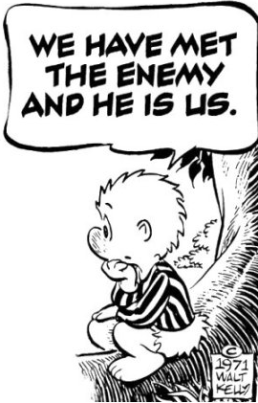 WE HAVE MET
THE ENEMY
AND HE IS US.
©
1971
WALT
KELLY